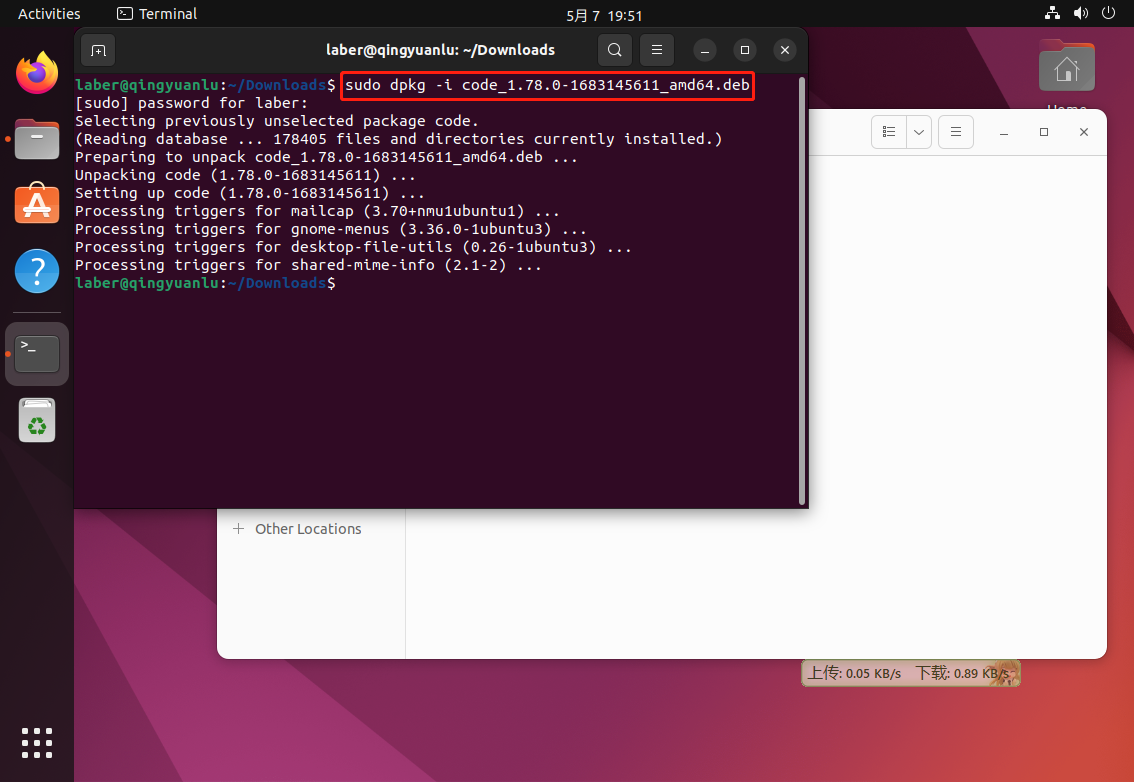 Activities
Terminal
5月 7 19:51
laber@qingyuanlu: ~/Downloads
laber@qingyuanlu:~/Downloads$ sudo dpkg -i code_1.78.0-1683145611_amd64.deb
[sudo] password for laber:
Selecting previously unselected package code.
(Reading database ... 178405 files and directories currently installed.)
Preparing to unpack code_1.78.0-1683145611_amd64.deb ...
Unpacking code (1.78.0-1683145611) ...
Setting up code (1.78.0-1683145611) ...
Processing triggers for mailcap (3.70+nmu1ubuntu1) ...
Processing triggers for gnome-menus (3.36.0-1ubuntu3) ...
Processing triggers for desktop-file-utils (0.26-1ubuntu3) ...
Processing triggers for shared-mime-info (2.1-2) ...
laber@qingyuanlu:~/Downloads$
Home
Other Locations
上传: 0.05 KB/s 下载: 0.89 KB/s